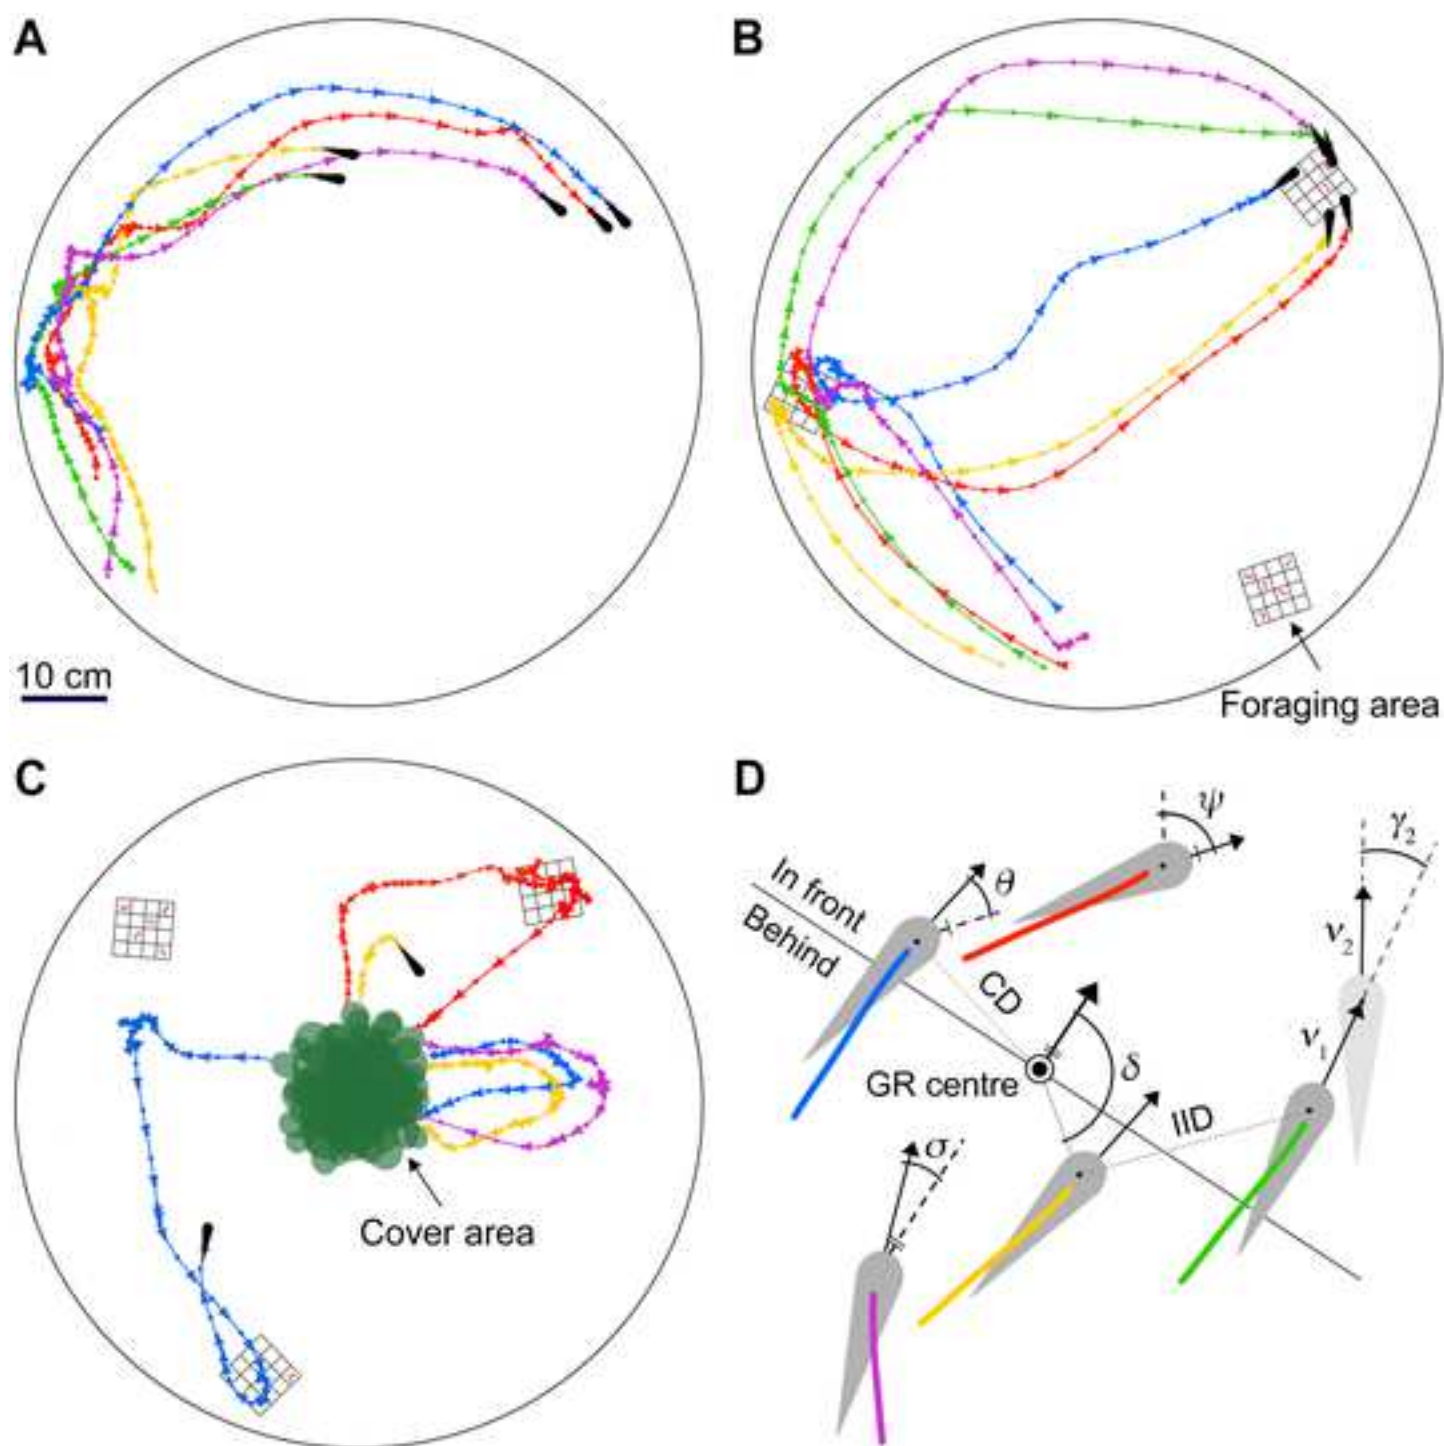 A
B
10 cm
Foraging area
C
Cover area
D
ψ
γ2
In front
Behind
θ
ν2
CD
ν1
GR centre
δ
IID
σ